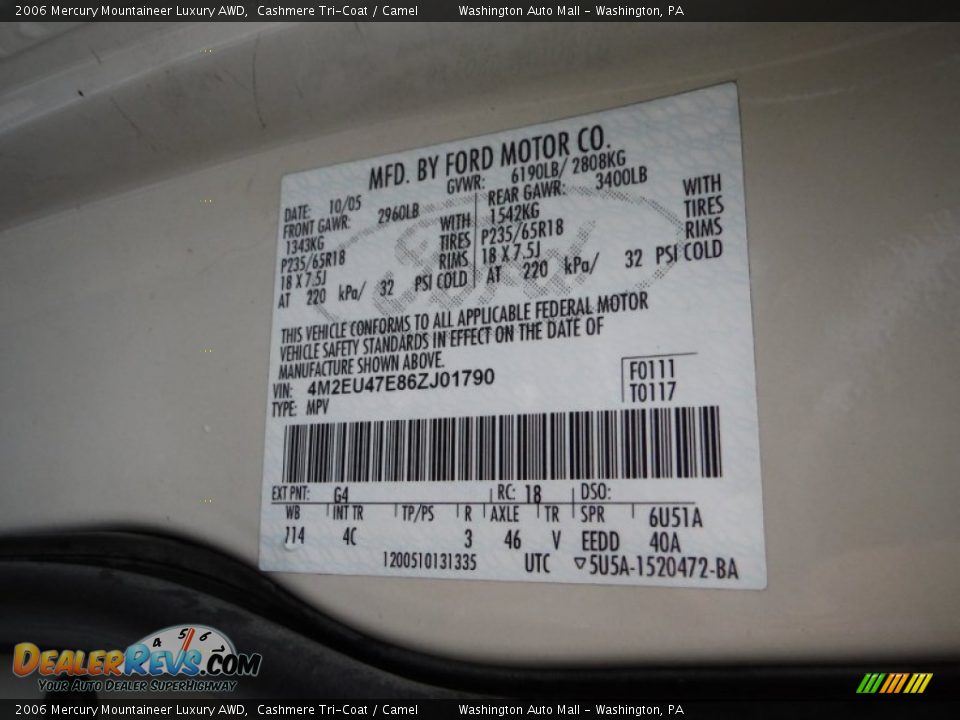 2006 Mercury Mountaineer Luxury AWD, Cashmere Tri-Coat / Camel Washington Auto Mall - Washington, PA
MFD. BY FORD MOTOR CO.
DATE: 10/05 GVWR: 6190LB/ 2808KG
FRONT GAWR: 2960LB REAR GAWR: 3400LB
1343KG WITH 1542KG WITH
P235/65R18 TIRES P235/65R18 TIRES
18 X 7.5J RIMS 18 X 7.5J RIMS
AT 220 kPa/ 32 PSI COLD AT 220 kPa/ 32 PSI COLD
Ford
THIS VEHICLE CONFORMS TO ALL APPLICABLE FEDERAL MOTOR
VEHICLE SAFETY STANDARDS IN EFFECT ON THE DATE OF
MANUFACTURE SHOWN ABOVE.
VIN: 4M2EU47E86ZJ01790 F0111
TYPE: MPV T0117
EXT PNT: G4 RC: 18 DSO:
WB INT TR TP/PS R AXLE TR SPR 6U51A
114 4C 3 46 V EEDD 40A
1200510131335 UTC ▽5U5A-1520472-BA
4 5 6
DEALERREVS.COM
YOUR AUTO DEALER SUPERHIGHWAY
2006 Mercury Mountaineer Luxury AWD, Cashmere Tri-Coat / Camel Washington Auto Mall - Washington, PA